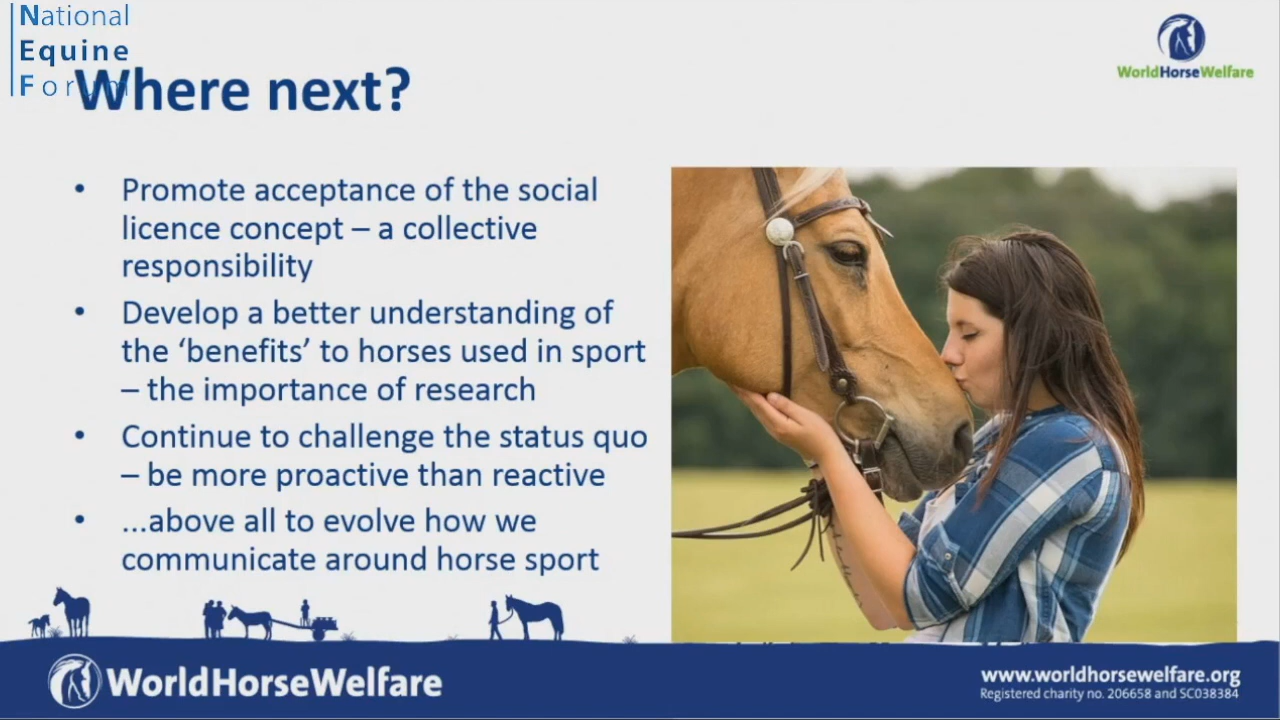 National
Equine
Forum
Where next?
WorldHorseWelfare
• Promote acceptance of the social
licence concept – a collective
responsibility
• Develop a better understanding of
the ‘benefits’ to horses used in sport
– the importance of research
• Continue to challenge the status quo
– be more proactive than reactive
• ...above all to evolve how we
communicate around horse sport
WorldHorseWelfare
www.worldhorsewelfare.org
Registered charity no. 206658 and SC038384